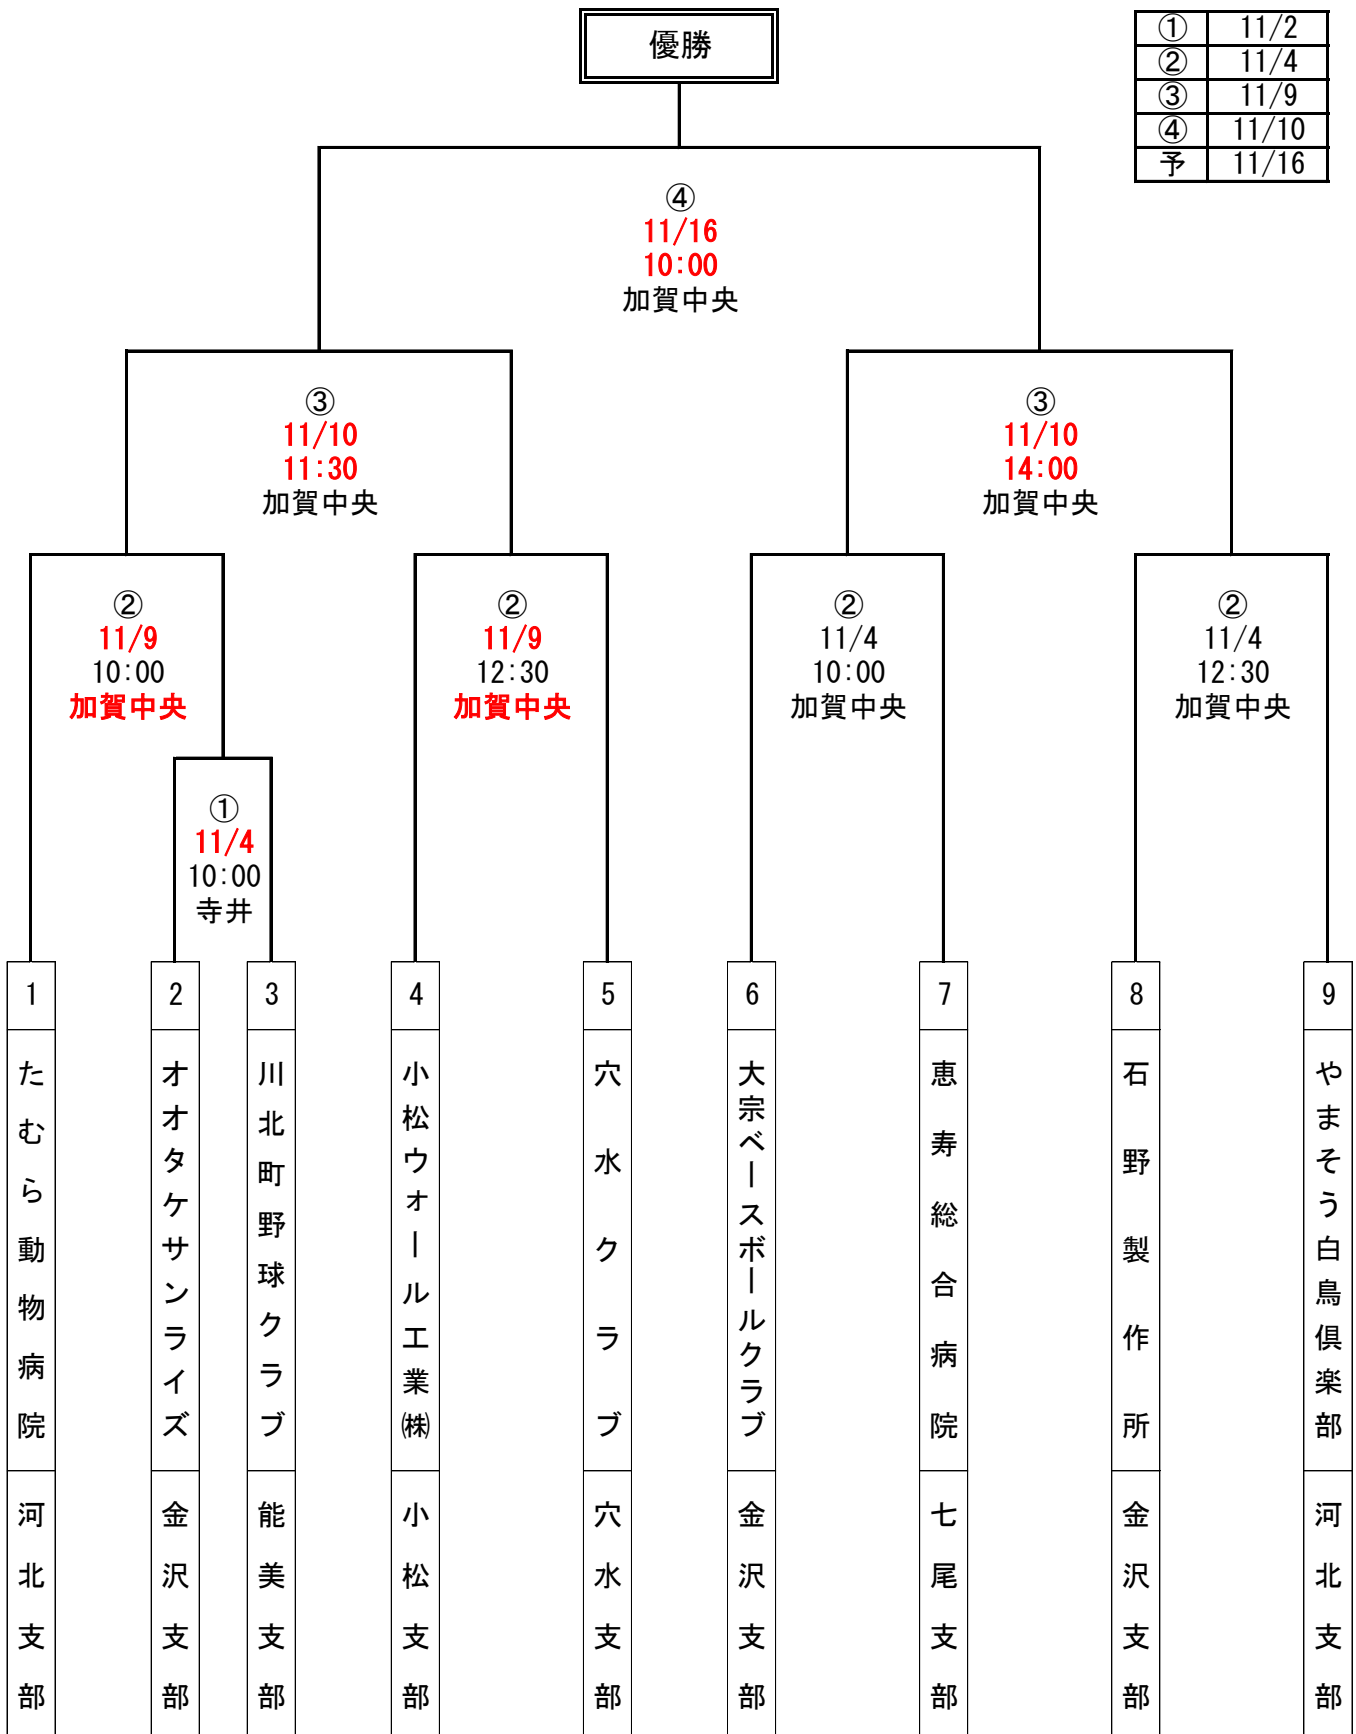 優勝
① 11/2
② 11/4
③ 11/9
④ 11/10
予 11/16
④
11/16
10:00
加賀中央
③
11/10
11:30
加賀中央
③
11/10
14:00
加賀中央
②
11/9
10:00
加賀中央
②
11/9
12:30
加賀中央
②
11/4
10:00
加賀中央
②
11/4
12:30
加賀中央
①
11/4
10:00
寺井
1
たむら動物病院
河北支部
2
オオタケサンライズ
金沢支部
3
川北町野球クラブ
能美支部
4
小松ウォール工業㈱
小松支部
5
穴水クラブ
穴水支部
6
大宗ベースボールクラブ
金沢支部
7
恵寿総合病院
七尾支部
8
石野製作所
金沢支部
9
やまそう白鳥倶楽部
河北支部